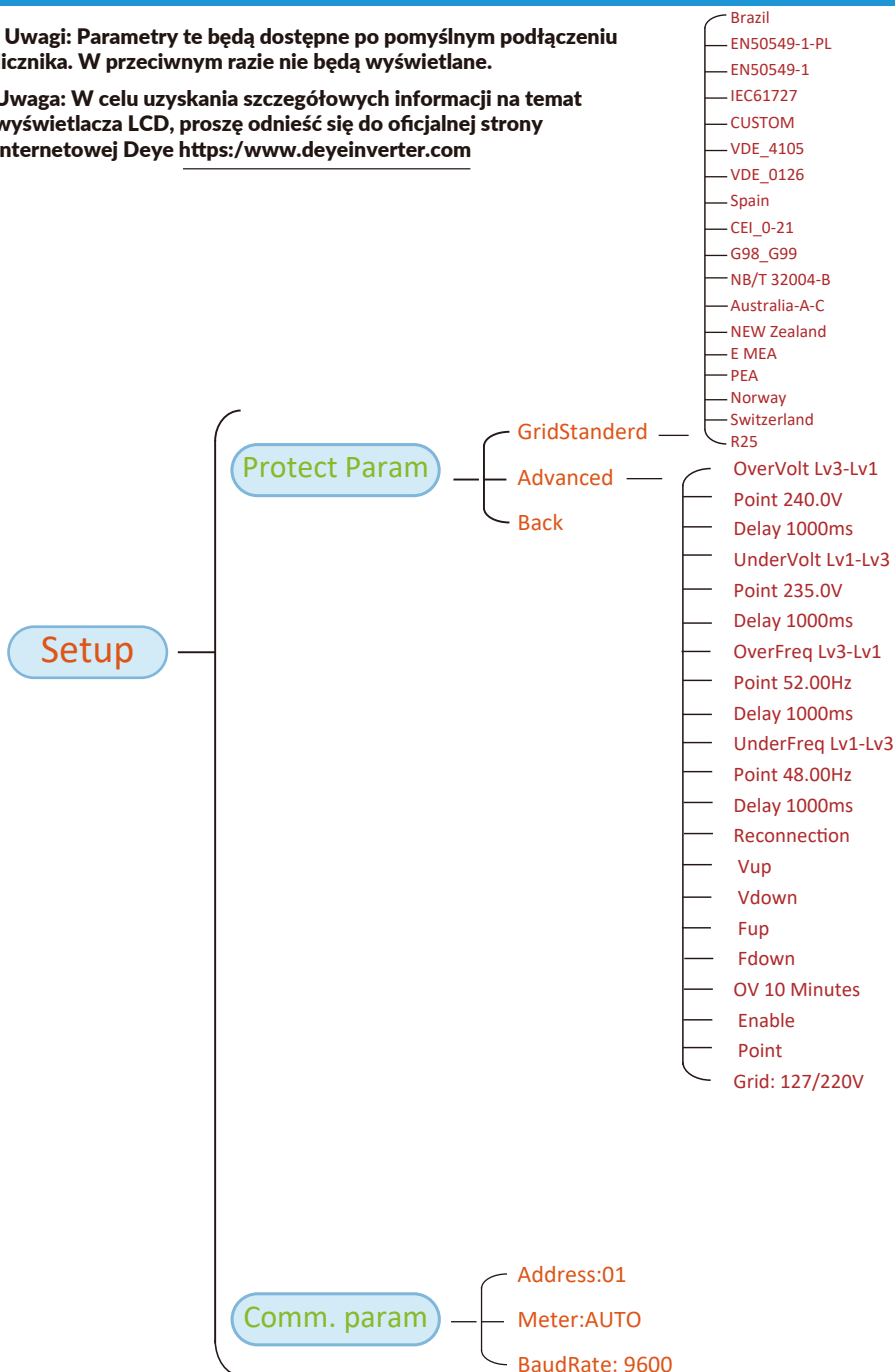 Uwagi: Parametry te będą dostępne po pomyślnym podłączeniu
licznika. W przeciwnym razie nie będą wyświetlane.
Uwaga: W celu uzyskania szczegółowych informacji na temat
wyświetlacza LCD, proszę odnieść się do oficjalnej strony
internetowej Deye https:/www.deyeinverter.com
Brazil
EN50549-1-PL
EN50549-1
IEC61727
CUSTOM
VDE_4105
VDE_0126
Spain
CEI_0-21
G98_G99
NB/T 32004-B
Australia-A-C
NEW Zealand
E MEA
PEA
Norway
Switzerland
R25
Setup
Protect Param
GridStanderd
Advanced
Back
OverVolt Lv3-Lv1
Point 240.0V
Delay 1000ms
UnderVolt Lv1-Lv3
Point 235.0V
Delay 1000ms
OverFreq Lv3-Lv1
Point 52.00Hz
Delay 1000ms
UnderFreq Lv1-Lv3
Point 48.00Hz
Delay 1000ms
Reconnection
Vup
Vdown
Fup
Fdown
OV 10 Minutes
Enable
Point
Grid: 127/220V
Comm. param
Address:01
Meter:AUTO
BaudRate: 9600